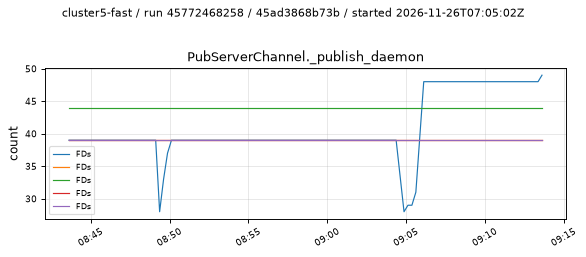 cluster5-fast / run 45772468258 / 45ad3868b73b / started 2026-11-26T07:05:02Z
PubServerChannel._publish_daemon
count
50
45
40
35
30
FDs
FDs
FDs
FDs
FDs
08:45
08:50
08:55
09:00
09:05
09:10
09:15